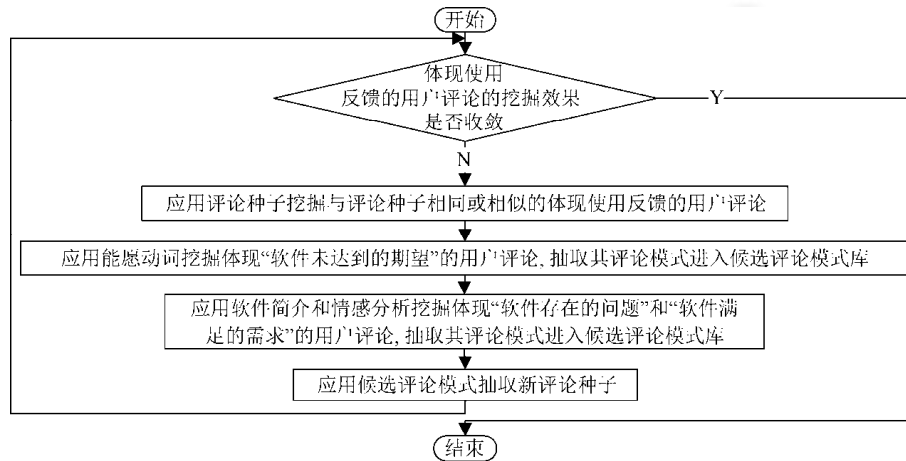 开始
体现使用
反馈的用户评论的挖掘效果
是否收敛
Y
N
应用评论种子挖掘与评论种子相同或相似的体现使用反馈的用户评论
应用能愿动词挖掘体现“软件未达到的期望”的用户评论, 抽取其评论模式进入候选评论模式库
应用软件简介和情感分析挖掘体现“软件存在的问题”和“软件满
足的需求”的用户评论, 抽取其评论模式进入候选评论模式库
应用候选评论模式抽取新评论种子
结束